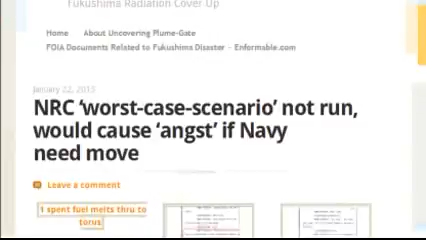 Fukushima Radiation Cover Up
Home About Uncovering Plume-Gate
FOIA Documents Related to Fukushima Disaster – Enformable.com
January 22, 2015
NRC ‘worst-case-scenario’ not run,
would cause ‘angst’ if Navy
need move
Leave a comment
1 spent fuel melts thru to
torus